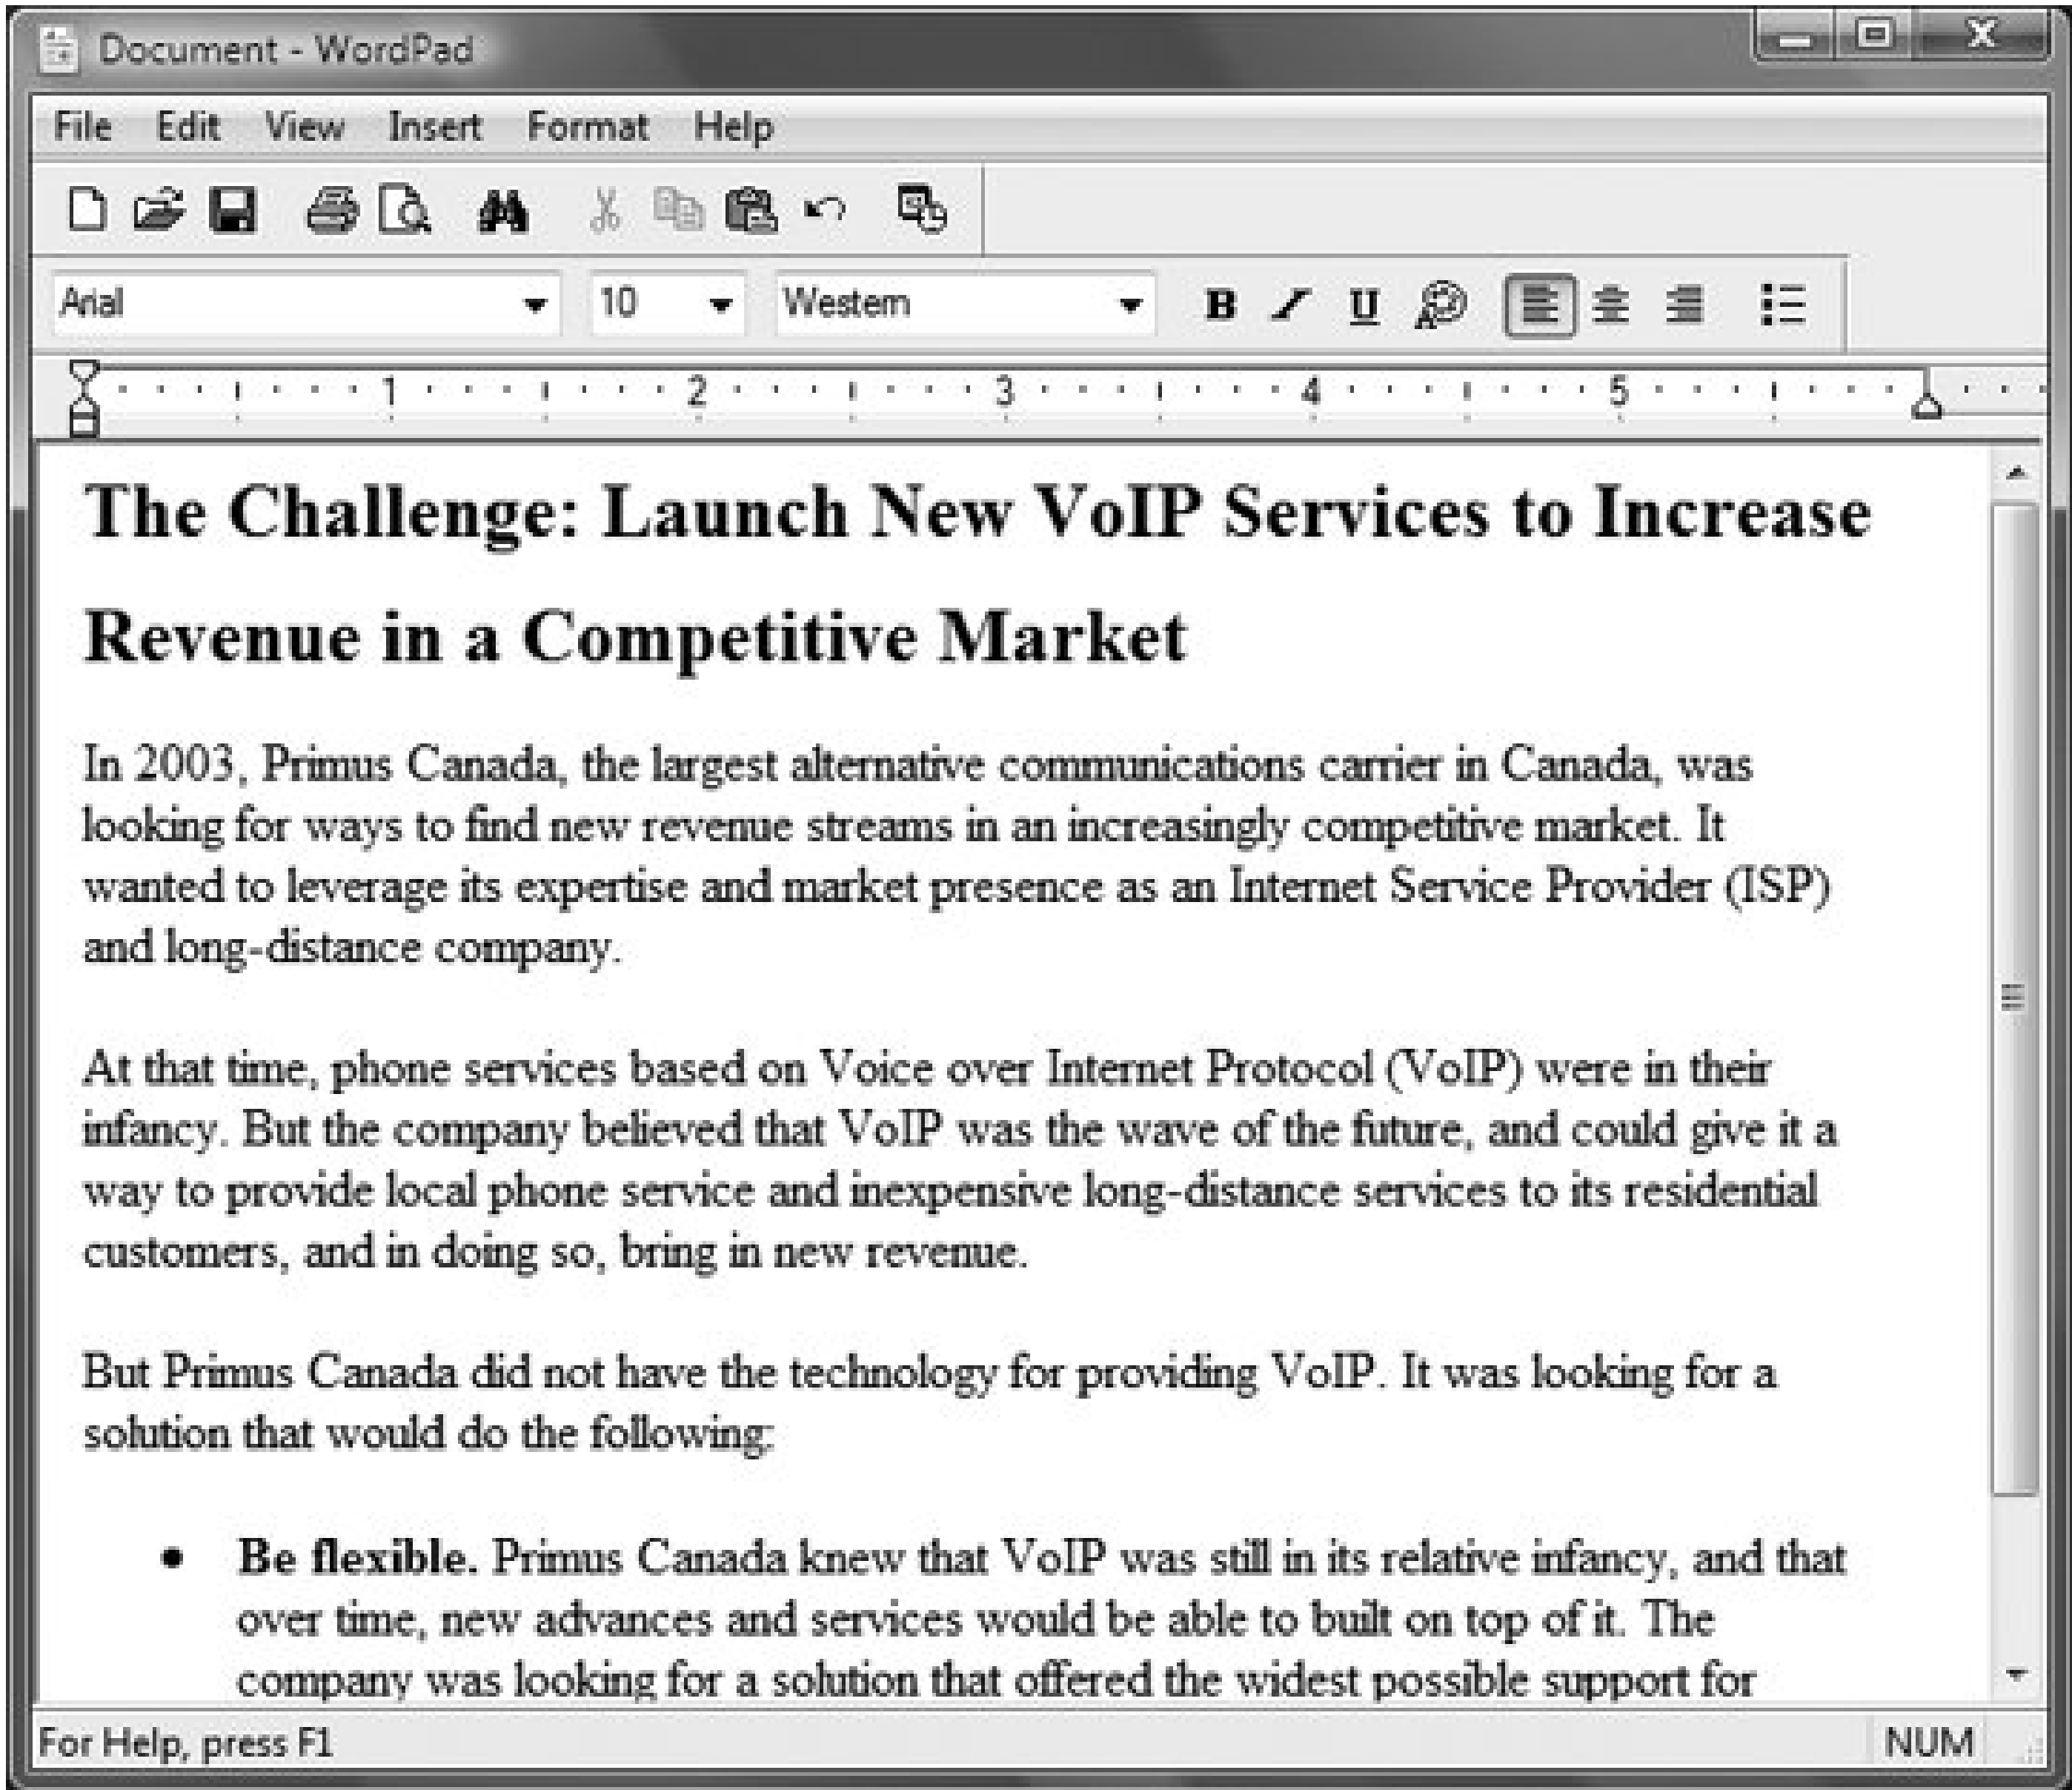 Document - WordPad
File Edit View Insert Format Help
Arial 10 Western B I U
1 2 3 4 5
The Challenge: Launch New VoIP Services to Increase
Revenue in a Competitive Market
In 2003, Primus Canada, the largest alternative communications carrier in Canada, was
looking for ways to find new revenue streams in an increasingly competitive market. It
wanted to leverage its expertise and market presence as an Internet Service Provider (ISP)
and long-distance company.
At that time, phone services based on Voice over Internet Protocol (VoIP) were in their
infancy. But the company believed that VoIP was the wave of the future, and could give it a
way to provide local phone service and inexpensive long-distance services to its residential
customers, and in doing so, bring in new revenue.
But Primus Canada did not have the technology for providing VoIP. It was looking for a
solution that would do the following:
• Be flexible. Primus Canada knew that VoIP was still in its relative infancy, and that
over time, new advances and services would be able to built on top of it. The
company was looking for a solution that offered the widest possible support for
For Help, press F1 NUM